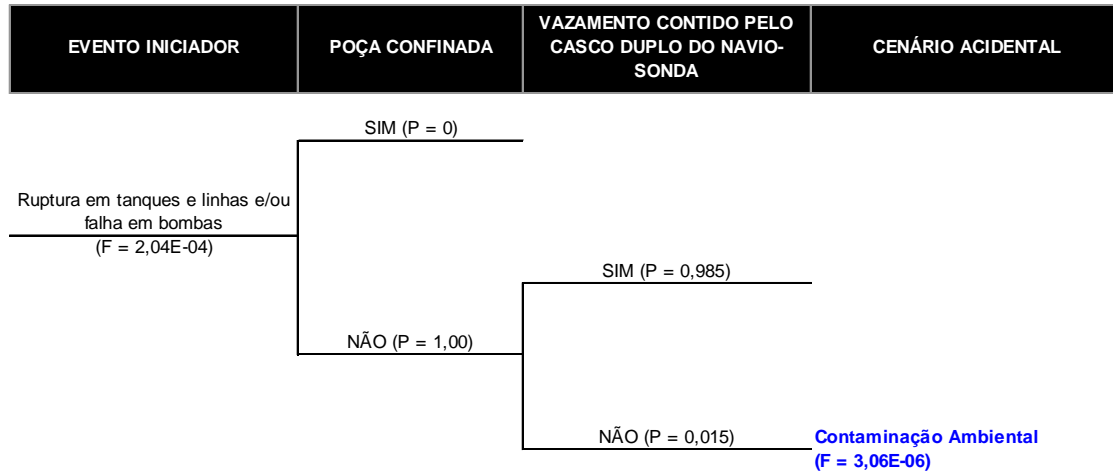 EVENTO INICIADOR
POÇA CONFINADA
VAZAMENTO CONTIDO PELO
CASCO DUPLO DO NAVIO-
SONDA
CENÁRIO ACIDENTAL
SIM (P = 0)
Ruptura em tanques e linhas e/ou
falha em bombas
(F = 2,04E-04)
SIM (P = 0,985)
NÃO (P = 1,00)
NÃO (P = 0,015)
Contaminação Ambiental
(F = 3,06E-06)